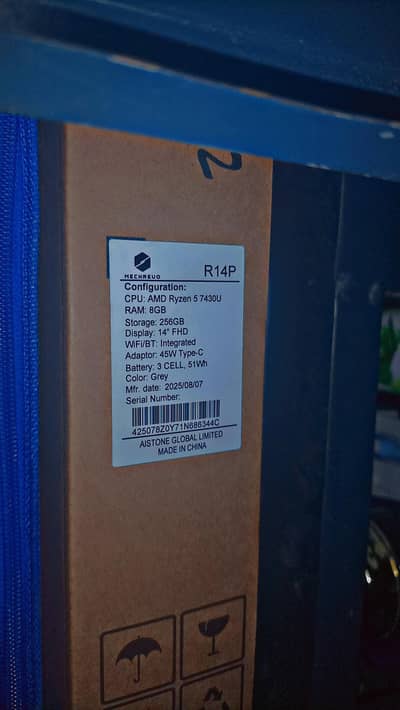 2
MECHREVO
R14P
Configuration:
CPU: AMD Ryzen 5 7430U
RAM: 8GB
Storage: 256GB
Display: 14" FHD
WiFi/BT: Integrated
Adaptor: 45W Type-C
Battery: 3 CELL, 51Wh
Color: Grey
Mfr. date: 2025/08/07
Serial Number:
425078Z0Y71N686344C
AISTONE GLOBAL LIMITED
MADE IN CHINA